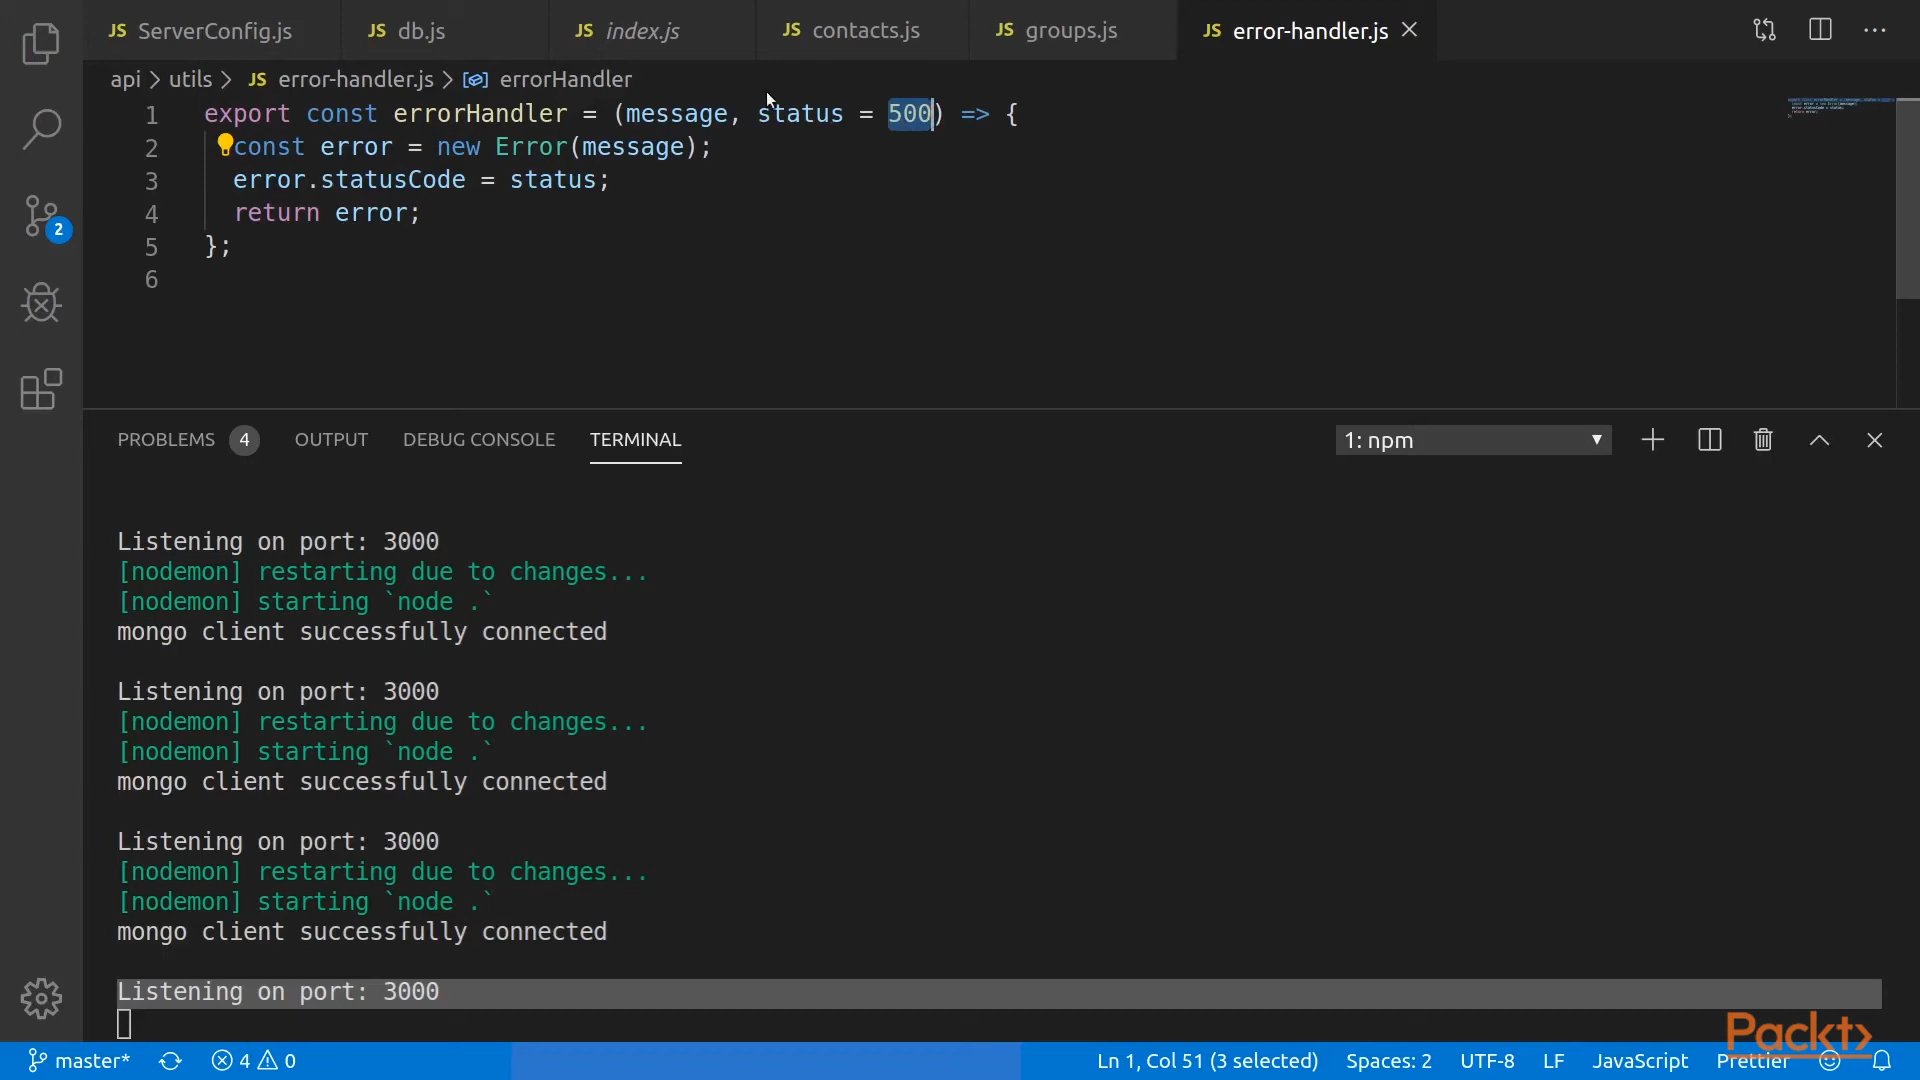 JS ServerConfig.js JS db.js JS index.js JS contacts.js JS groups.js JS error-handler.js
api > utils > JS error-handler.js > errorHandler
1 export const errorHandler = (message, status = 500) => {
2 const error = new Error(message);
3 error.statusCode = status;
4 return error;
5 };
6
2
PROBLEMS 4 OUTPUT DEBUG CONSOLE TERMINAL 1: npm
Listening on port: 3000
[nodemon] restarting due to changes...
[nodemon] starting `node .`
mongo client successfully connected
Listening on port: 3000
[nodemon] restarting due to changes...
[nodemon] starting `node .`
mongo client successfully connected
Listening on port: 3000
[nodemon] restarting due to changes...
[nodemon] starting `node .`
mongo client successfully connected
Listening on port: 3000
Packt>
master* 4 0 Ln 1, Col 51 (3 selected) Spaces: 2 UTF-8 LF JavaScript Prettier